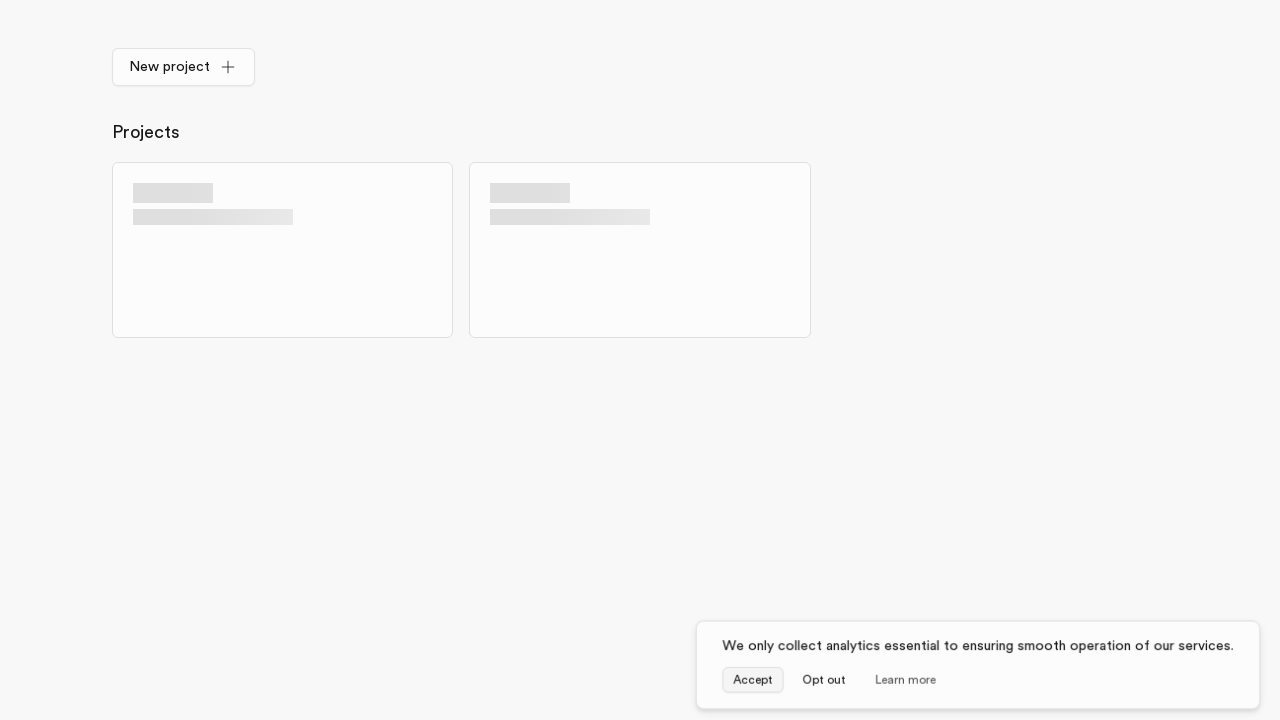 New project
Projects
We only collect analytics essential to ensuring smooth operation of our services.
Accept Opt out Learn more